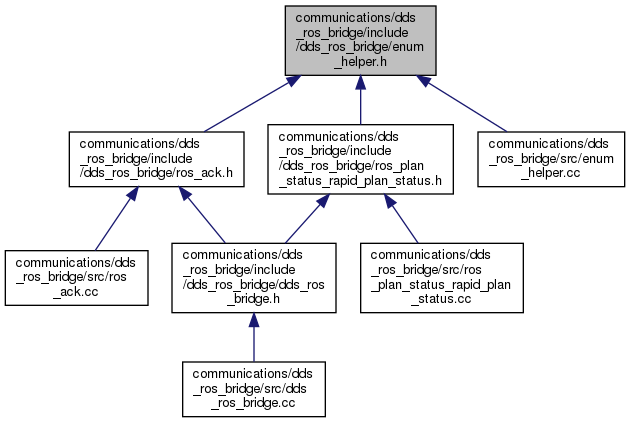 communications/dds
_ros_bridge/include
/dds_ros_bridge/enum
_helper.h
communications/dds
_ros_bridge/include
/dds_ros_bridge/ros_ack.h
communications/dds
_ros_bridge/include
/dds_ros_bridge/ros_plan
_status_rapid_plan_status.h
communications/dds
_ros_bridge/src/enum
_helper.cc
communications/dds
_ros_bridge/src/ros
_ack.cc
communications/dds
_ros_bridge/include
/dds_ros_bridge/dds_ros
_bridge.h
communications/dds
_ros_bridge/src/ros
_plan_status_rapid_plan
_status.cc
communications/dds
_ros_bridge/src/dds
_ros_bridge.cc